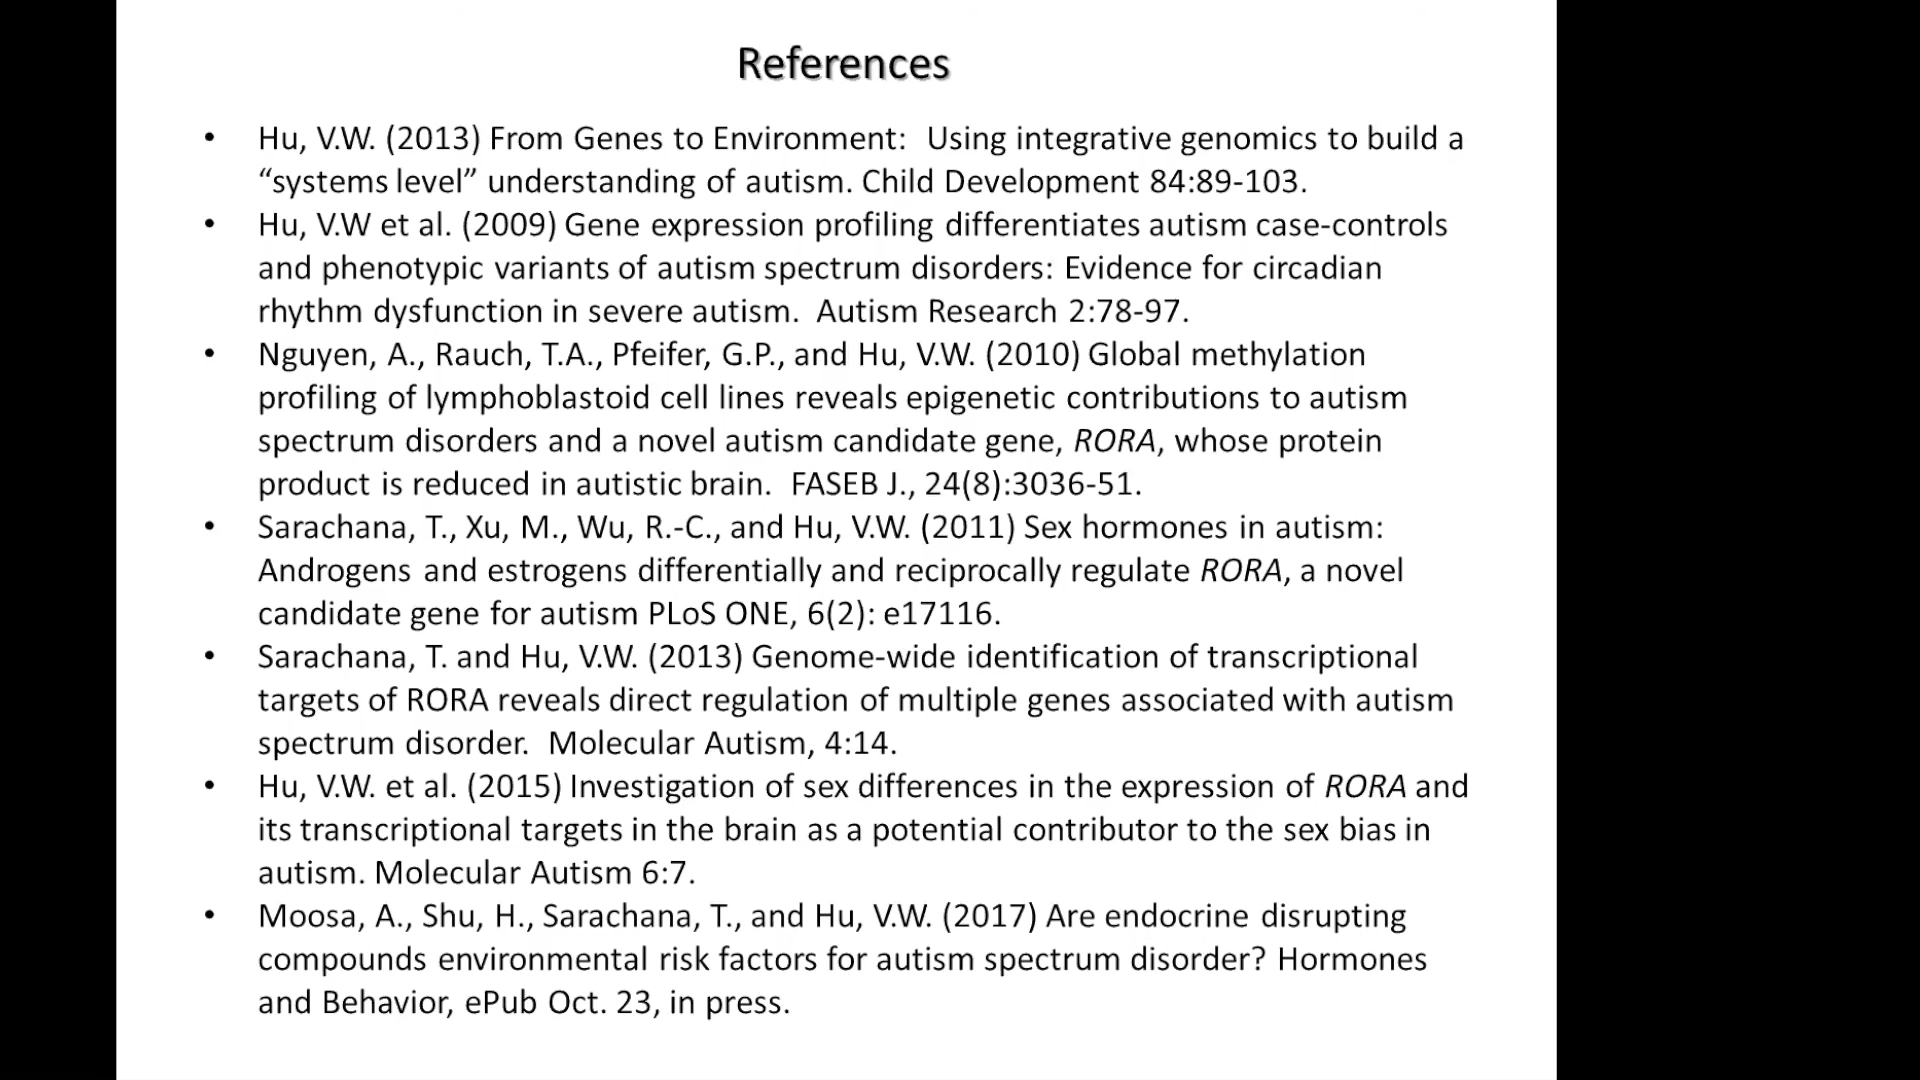 References
• Hu, V.W. (2013) From Genes to Environment:  Using integrative genomics to build a
“systems level” understanding of autism. Child Development 84:89-103.
• Hu, V.W et al. (2009) Gene expression profiling differentiates autism case-controls
and phenotypic variants of autism spectrum disorders: Evidence for circadian
rhythm dysfunction in severe autism.  Autism Research 2:78-97.
• Nguyen, A., Rauch, T.A., Pfeifer, G.P., and Hu, V.W. (2010) Global methylation
profiling of lymphoblastoid cell lines reveals epigenetic contributions to autism
spectrum disorders and a novel autism candidate gene, RORA, whose protein
product is reduced in autistic brain.  FASEB J., 24(8):3036-51.
• Sarachana, T., Xu, M., Wu, R.-C., and Hu, V.W. (2011) Sex hormones in autism:
Androgens and estrogens differentially and reciprocally regulate RORA, a novel
candidate gene for autism PLoS ONE, 6(2): e17116.
• Sarachana, T. and Hu, V.W. (2013) Genome-wide identification of transcriptional
targets of RORA reveals direct regulation of multiple genes associated with autism
spectrum disorder.  Molecular Autism, 4:14.
• Hu, V.W. et al. (2015) Investigation of sex differences in the expression of RORA and
its transcriptional targets in the brain as a potential contributor to the sex bias in
autism. Molecular Autism 6:7.
• Moosa, A., Shu, H., Sarachana, T., and Hu, V.W. (2017) Are endocrine disrupting
compounds environmental risk factors for autism spectrum disorder? Hormones
and Behavior, ePub Oct. 23, in press.